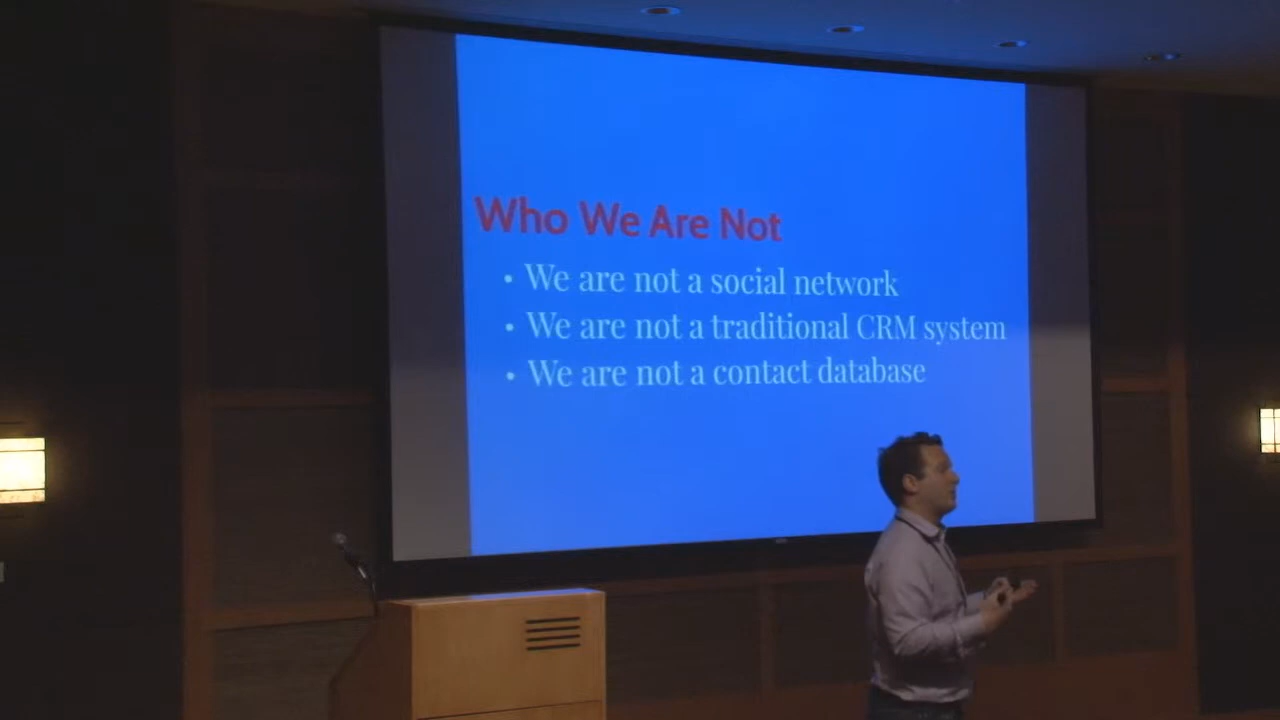 Who We Are Not
• We are not a social network
• We are not a traditional CRM system
• We are not a contact database